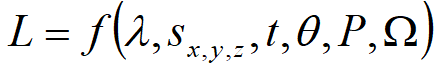 L = f(λ, s_{x,y,z}, t, θ, P, Ω)